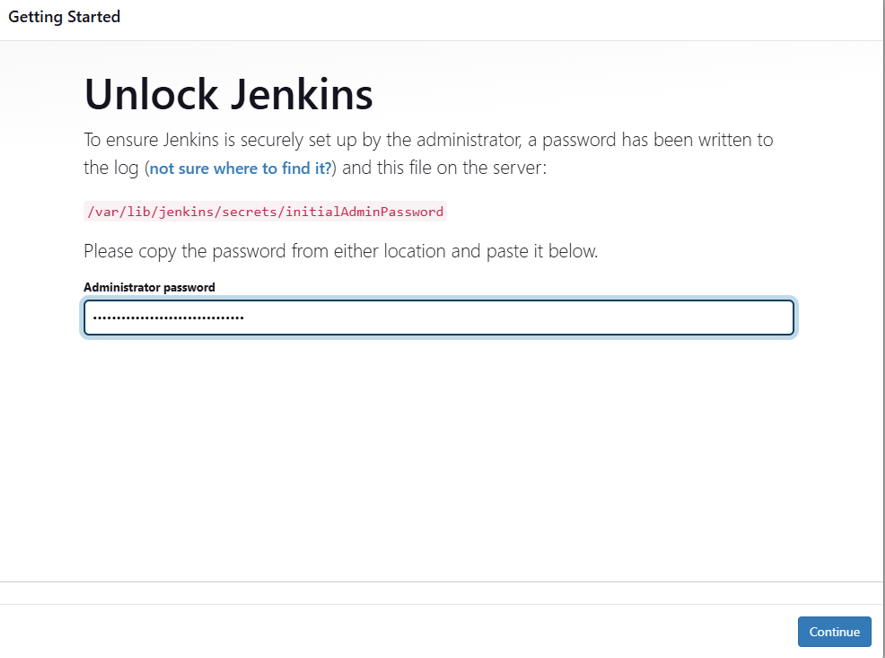 Getting Started
Unlock Jenkins
To ensure Jenkins is securely set up by the administrator, a password has been written to
the log (not sure where to find it?) and this file on the server:
/var/lib/jenkins/secrets/initialAdminPassword
Please copy the password from either location and paste it below.
Administrator password
••••••••••••••••••••••••••••••••
Continue